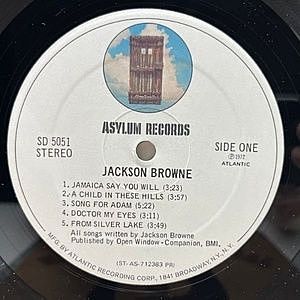 ASYLUM RECORDS
SD 5051
STEREO
SIDE ONE
℗ 1972
ATLANTIC
JACKSON BROWNE
1. JAMAICA SAY YOU WILL (3:23)
2. A CHILD IN THESE HILLS (3:57)
3. SONG FOR ADAM (5:22)
4. DOCTOR MY EYES (3:11)
5. FROM SILVER LAKE (3:49)
All songs written by Jackson Browne
Published by Open Window - Companion, BMI.
(ST-AS-712383 PR)
MFG. BY ATLANTIC RECORDING CORP., 1841 BROADWAY, N.Y., N.Y.